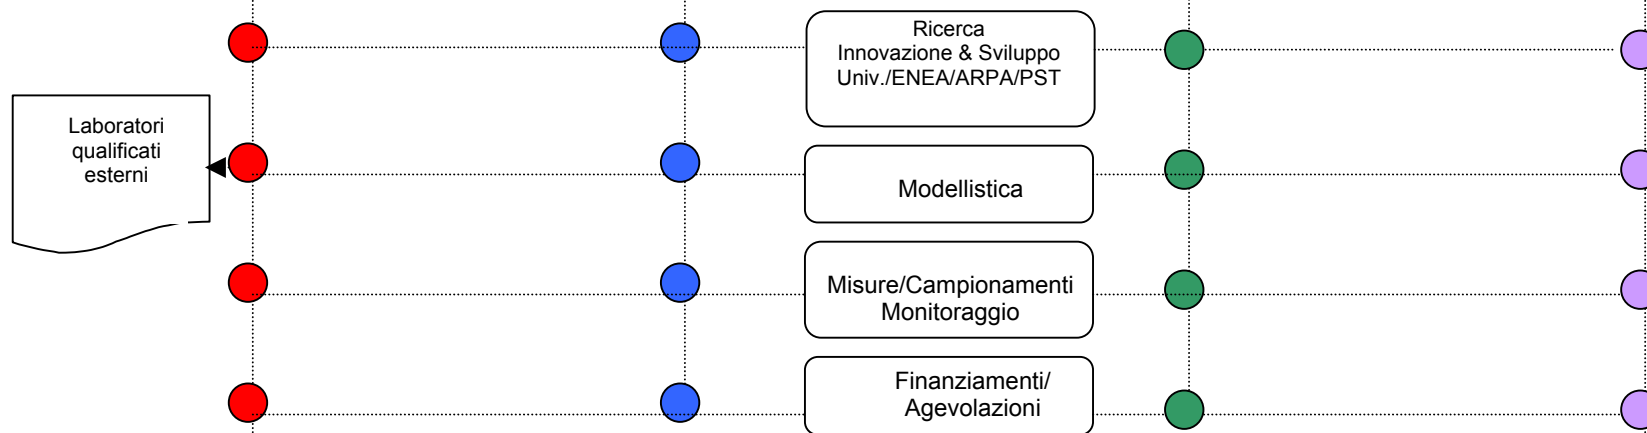 Ricerca
Innovazione & Sviluppo
Univ./ENEA/ARPA/PST
Laboratori
qualificati
esterni
Modellistica
Misure/Campionamenti
Monitoraggio
Finanziamenti/
Agevolazioni